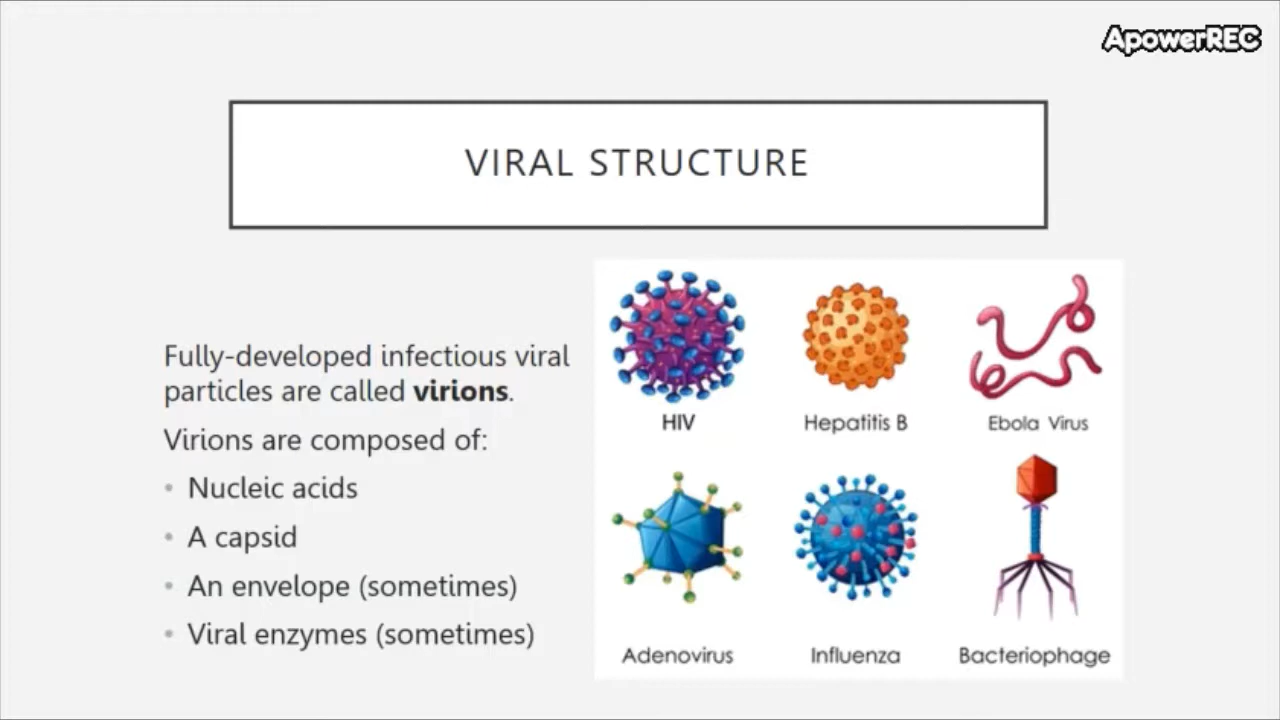 ApowerREC
VIRAL STRUCTURE
Fully-developed infectious viral
particles are called virions.
Virions are composed of:
• Nucleic acids
• A capsid
• An envelope (sometimes)
• Viral enzymes (sometimes)
HIV
Hepatitis B
Ebola Virus
Adenovirus
Influenza
Bacteriophage